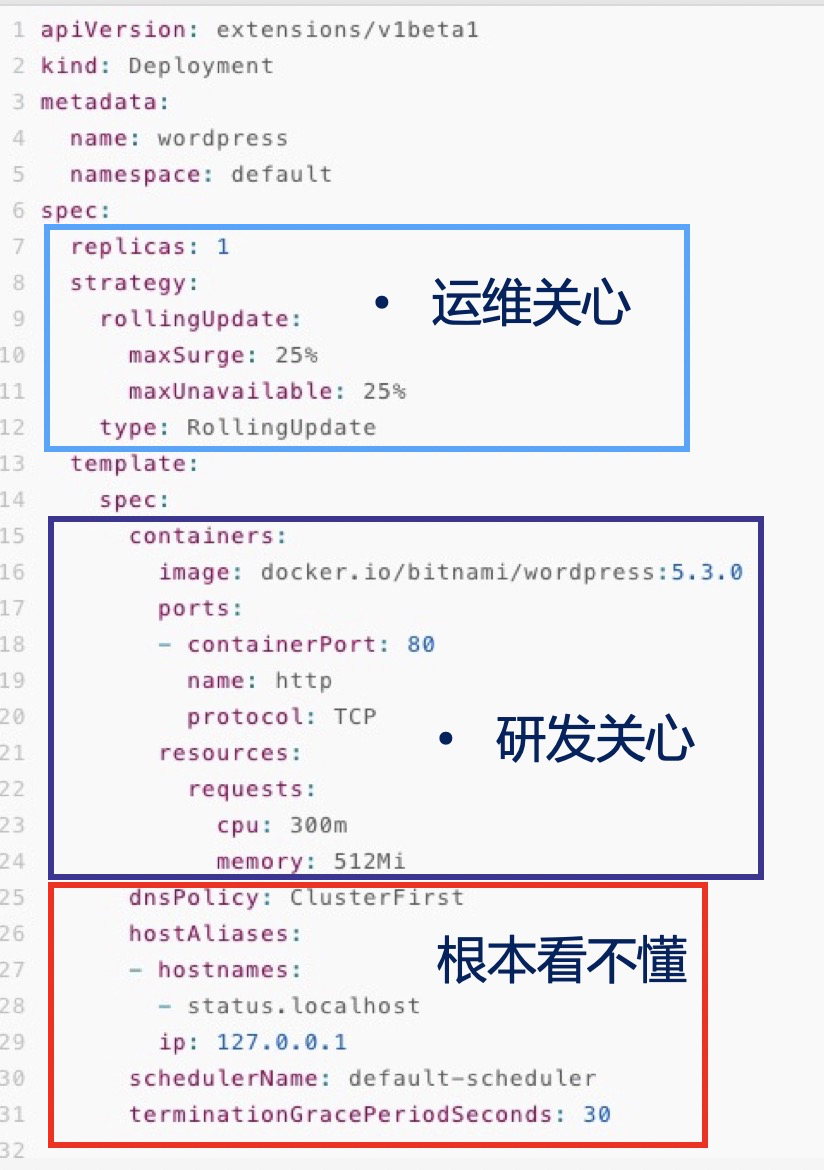 1 apiVersion: extensions/v1beta1
2 kind: Deployment
3 metadata:
4   name: wordpress
5   namespace: default
6 spec:
7   replicas: 1
8   strategy:
• 运维关心
9     rollingUpdate:
10       maxSurge: 25%
11       maxUnavailable: 25%
12     type: RollingUpdate
13   template:
14     spec:
15       containers:
16         image: docker.io/bitnami/wordpress:5.3.0
17         ports:
18         - containerPort: 80
19           name: http
20           protocol: TCP
• 研发关心
21         resources:
22           requests:
23             cpu: 300m
24             memory: 512Mi
25       dnsPolicy: ClusterFirst
26       hostAliases:
根本看不懂
27       - hostnames:
28         - status.localhost
29         ip: 127.0.0.1
30       schedulerName: default-scheduler
31       terminationGracePeriodSeconds: 30
32